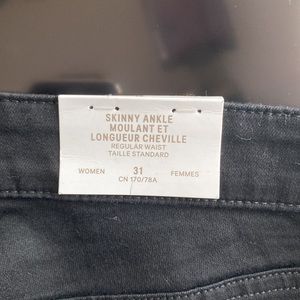 SKINNY ANKLE
MOULANT ET
LONGUEUR CHEVILLE
REGULAR WAIST
TAILLE STANDARD
WOMEN 31 FEMMES
CN 170/78A